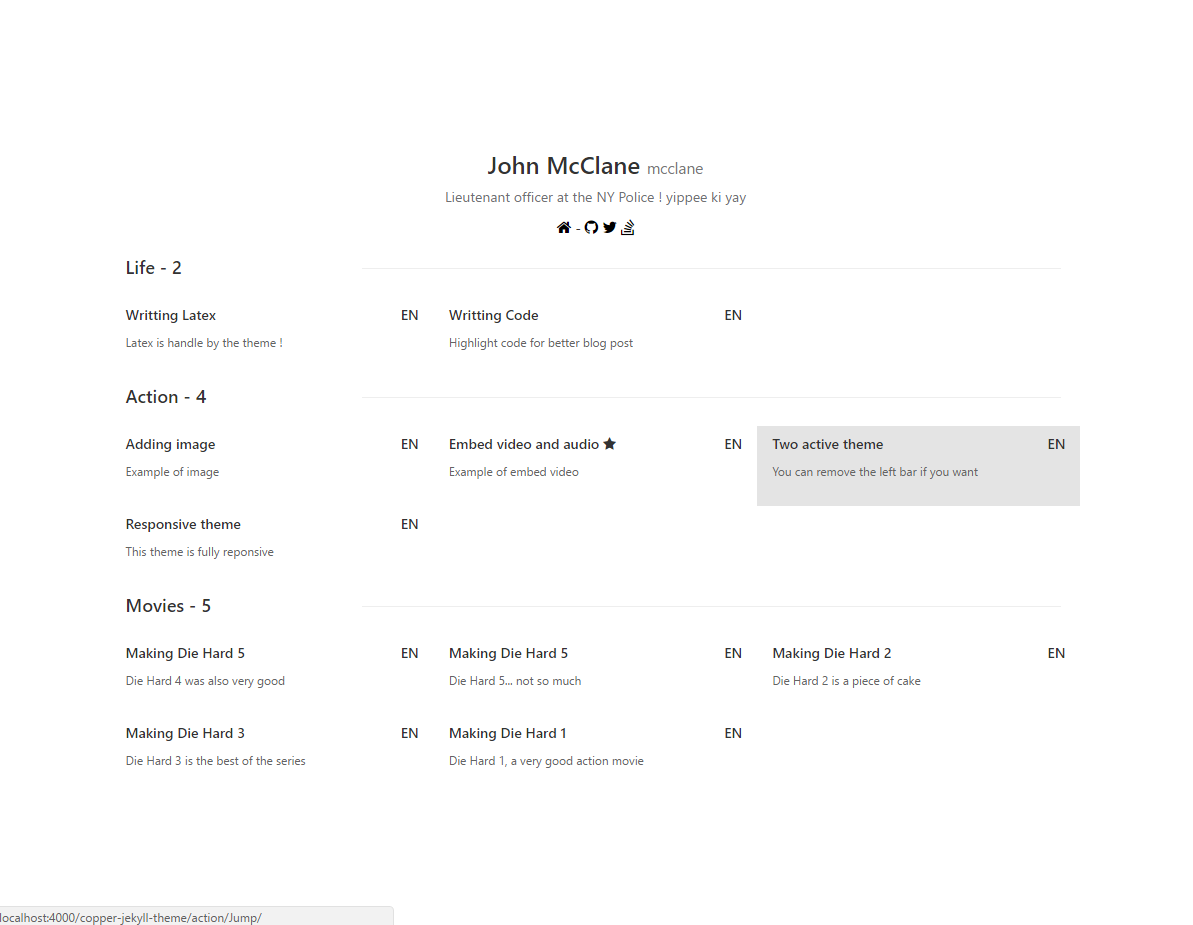 John McClane mcclane
Lieutenant officer at the NY Police ! yippee ki yay
-
Life - 2
Writting Latex EN Writting Code EN
Latex is handle by the theme ! Highlight code for better blog post
Action - 4
Adding image EN Embed video and audio ★ EN Two active theme EN
Example of image Example of embed video You can remove the left bar if you want
Responsive theme EN
This theme is fully reponsive
Movies - 5
Making Die Hard 5 EN Making Die Hard 5 EN Making Die Hard 2 EN
Die Hard 4 was also very good Die Hard 5... not so much Die Hard 2 is a piece of cake
Making Die Hard 3 EN Making Die Hard 1 EN
Die Hard 3 is the best of the series Die Hard 1, a very good action movie
localhost:4000/copper-jekyll-theme/action/Jump/